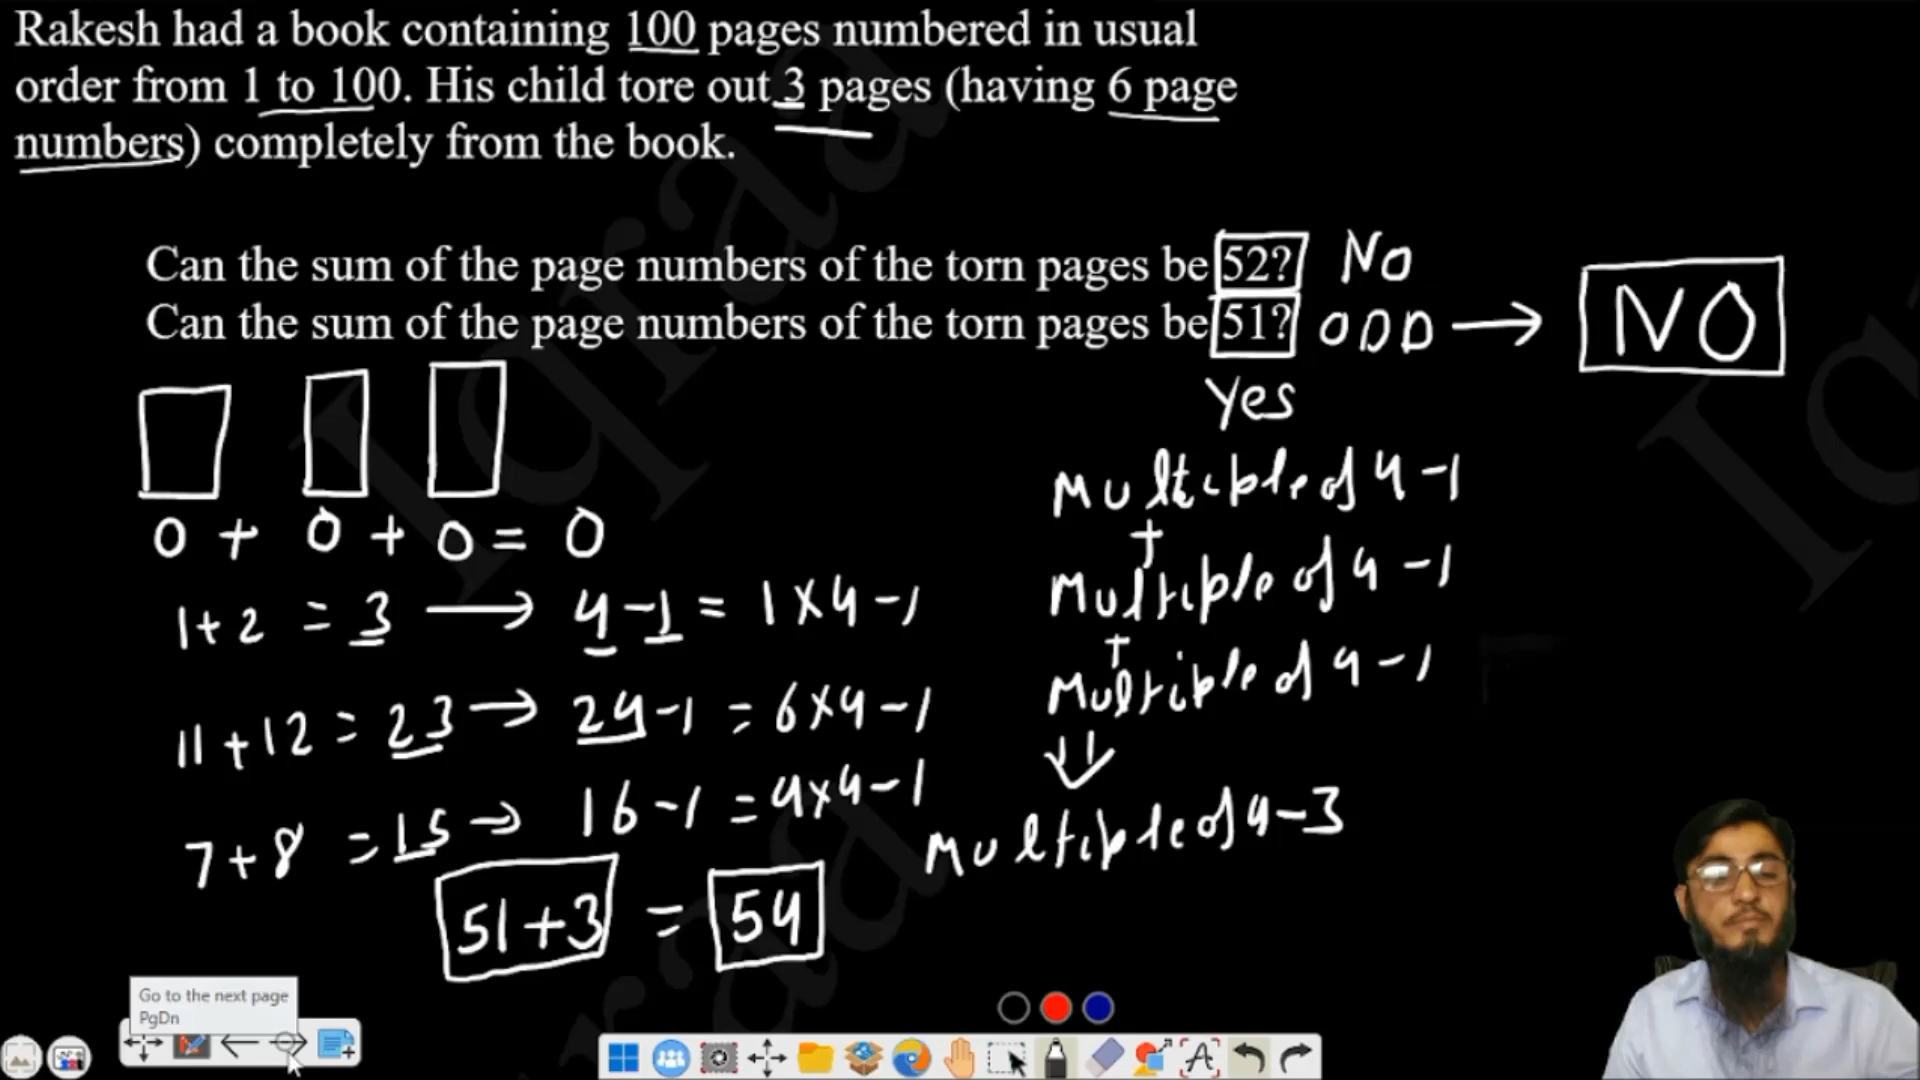 Rakesh had a book containing 100 pages numbered in usual
order from 1 to 100. His child tore out 3 pages (having 6 page
numbers) completely from the book.
Can the sum of the page numbers of the torn pages be 52? NO
Can the sum of the page numbers of the torn pages be 51? ODD → NO
Yes
0 + 0 + 0 = 0
1+2 = 3 → 4-1 = 1×4-1
11+12 = 23 → 24-1 = 6×4-1
7+8 = 15 → 16-1 = 4×4-1
51+3 = 54
Multiple of 4-1
+
Multiple of 4-1
+
Multiple of 4-1
Multiple of 4-3
Iqraa
Go to the next page
PgDn